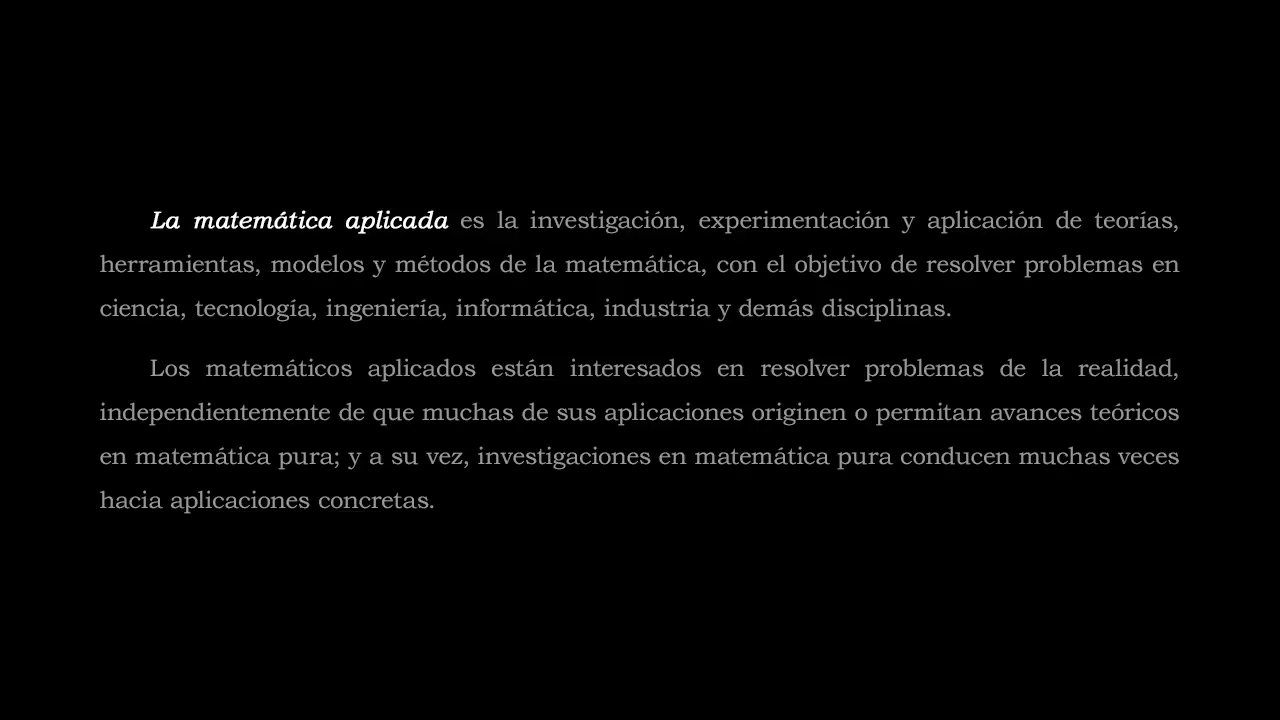 La matemática aplicada es la investigación, experimentación y aplicación de teorías,
herramientas, modelos y métodos de la matemática, con el objetivo de resolver problemas en
ciencia, tecnología, ingeniería, informática, industria y demás disciplinas.
Los matemáticos aplicados están interesados en resolver problemas de la realidad,
independientemente de que muchas de sus aplicaciones originen o permitan avances teóricos
en matemática pura; y a su vez, investigaciones en matemática pura conducen muchas veces
hacia aplicaciones concretas.